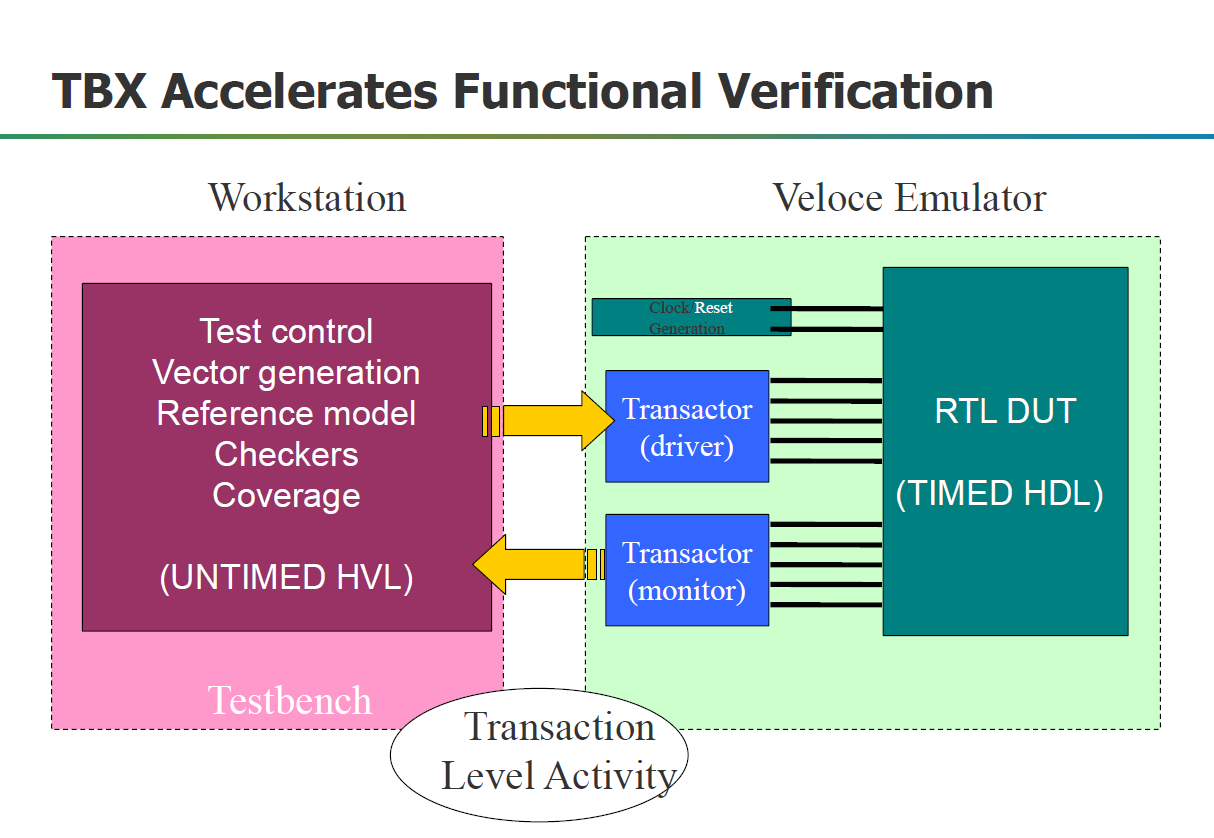 TBX Accelerates Functional Verification
Workstation
Veloce Emulator
Test control
Vector generation
Reference model
Checkers
Coverage
(UNTIMED HVL)
Testbench
Clock/Reset
Generation
Transactor
(driver)
Transactor
(monitor)
RTL DUT
(TIMED HDL)
Transaction
Level Activity